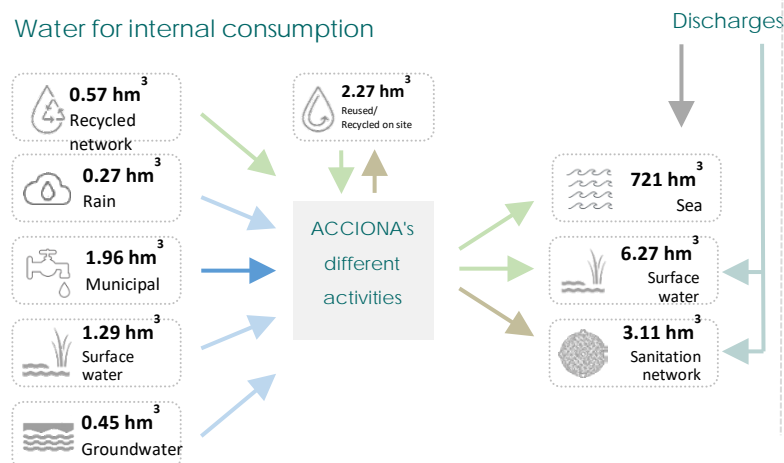 Water for internal consumption
Discharges
0.57 hm³
Recycled
network
2.27 hm³
Reused/
Recycled on site
0.27 hm³
Rain
721 hm³
Sea
ACCIONA's
different
activities
1.96 hm³
Municipal
6.27 hm³
Surface
water
1.29 hm³
Surface
water
3.11 hm³
Sanitation
network
0.45 hm³
Groundwater